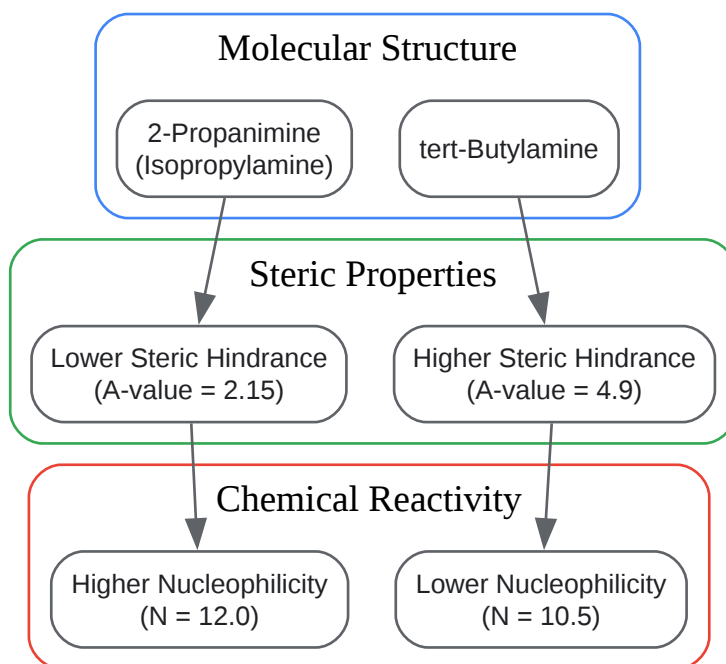 Molecular Structure
2-Propanimine
(Isopropylamine)
tert-Butylamine
Steric Properties
Lower Steric Hindrance
(A-value = 2.15)
Higher Steric Hindrance
(A-value = 4.9)
Chemical Reactivity
Higher Nucleophilicity
(N = 12.0)
Lower Nucleophilicity
(N = 10.5)